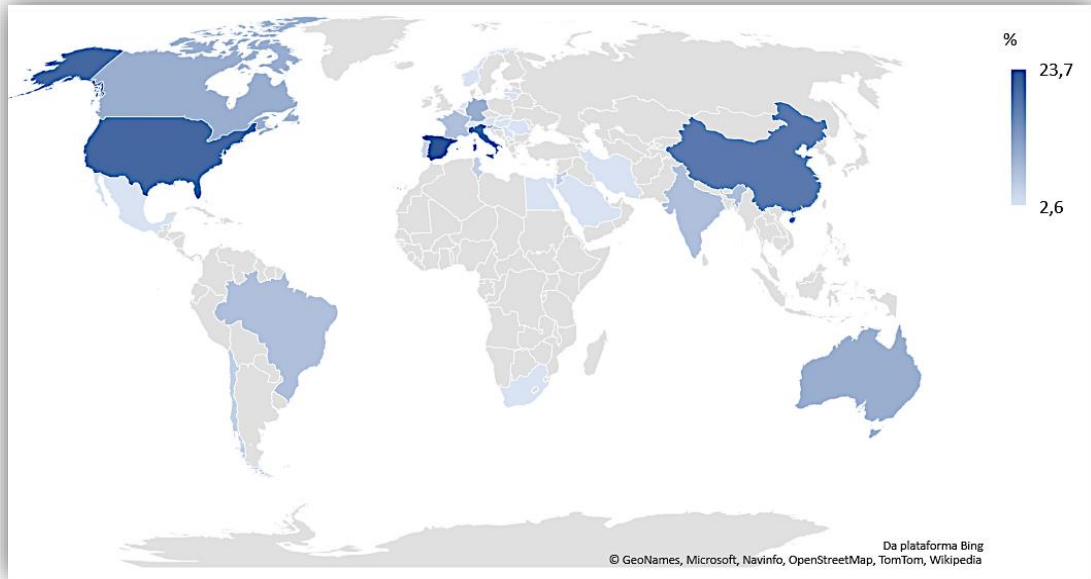 %
23,7
2,6
Da plataforma Bing
© GeoNames, Microsoft, Navinfo, OpenStreetMap, TomTom, Wikipedia